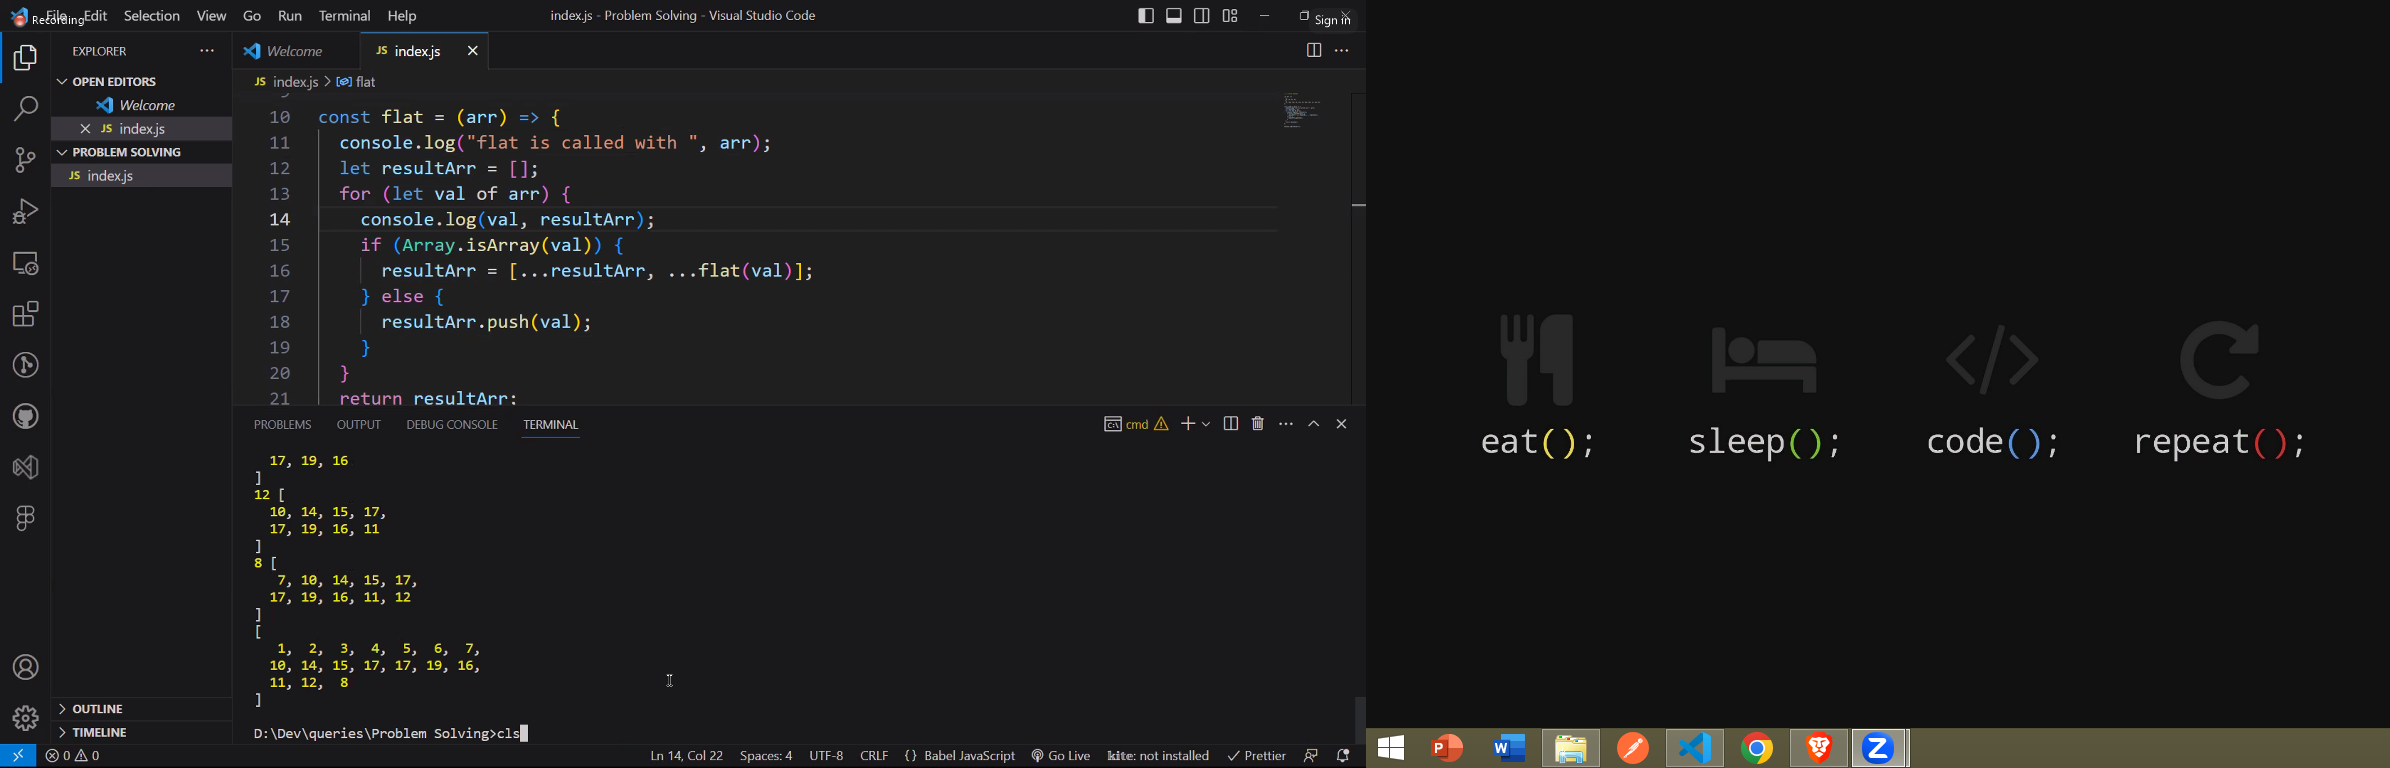 Recording
File Edit Selection View Go Run Terminal Help
index.js - Problem Solving - Visual Studio Code
Sign in
EXPLORER
OPEN EDITORS
Welcome
JS index.js
PROBLEM SOLVING
JS index.js
OUTLINE
TIMELINE
Welcome
JS index.js
JS index.js > flat
10 const flat = (arr) => {
11 console.log("flat is called with ", arr);
12 let resultArr = [];
13 for (let val of arr) {
14 console.log(val, resultArr);
15 if (Array.isArray(val)) {
16 resultArr = [...resultArr, ...flat(val)];
17 } else {
18 resultArr.push(val);
19 }
20 }
21 return resultArr;
PROBLEMS OUTPUT DEBUG CONSOLE TERMINAL
cmd
17, 19, 16
]
12 [
10, 14, 15, 17,
17, 19, 16, 11
]
8 [
7, 10, 14, 15, 17,
17, 19, 16, 11, 12
]
[
1, 2, 3, 4, 5, 6, 7,
10, 14, 15, 17, 17, 19, 16,
11, 12, 8
]
D:\Dev\queries\Problem Solving>cls
0 0
Ln 14, Col 22 Spaces: 4 UTF-8 CRLF {} Babel JavaScript Go Live kite: not installed Prettier
eat(); sleep(); code(); repeat();
P W Z